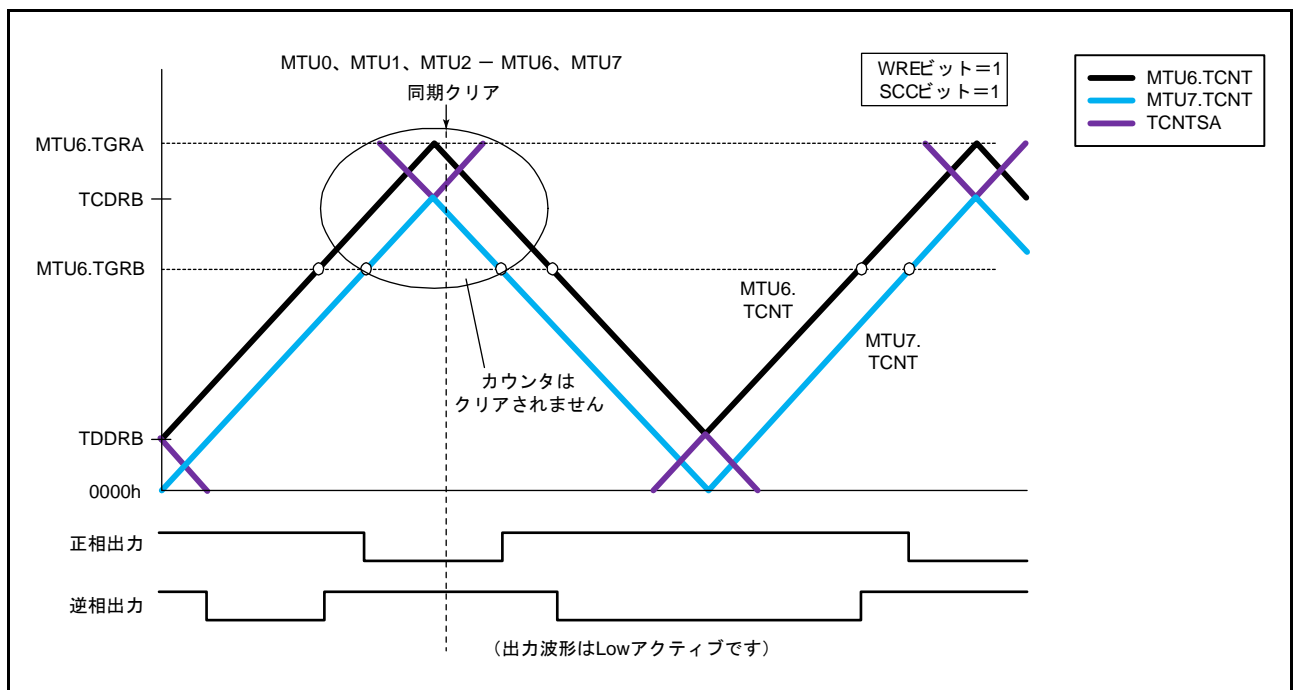 MTU0、MTU1、MTU2 － MTU6、MTU7
同期クリア
WREビット＝1
SCCビット＝1
MTU6.TCNT
MTU7.TCNT
TCNTSA
MTU6.TGRA
TCDRB
MTU6.TGRB
MTU6.
TCNT
MTU7.
TCNT
カウンタは
クリアされません
TDDRB
0000h
正相出力
逆相出力
（出力波形はLowアクティブです）